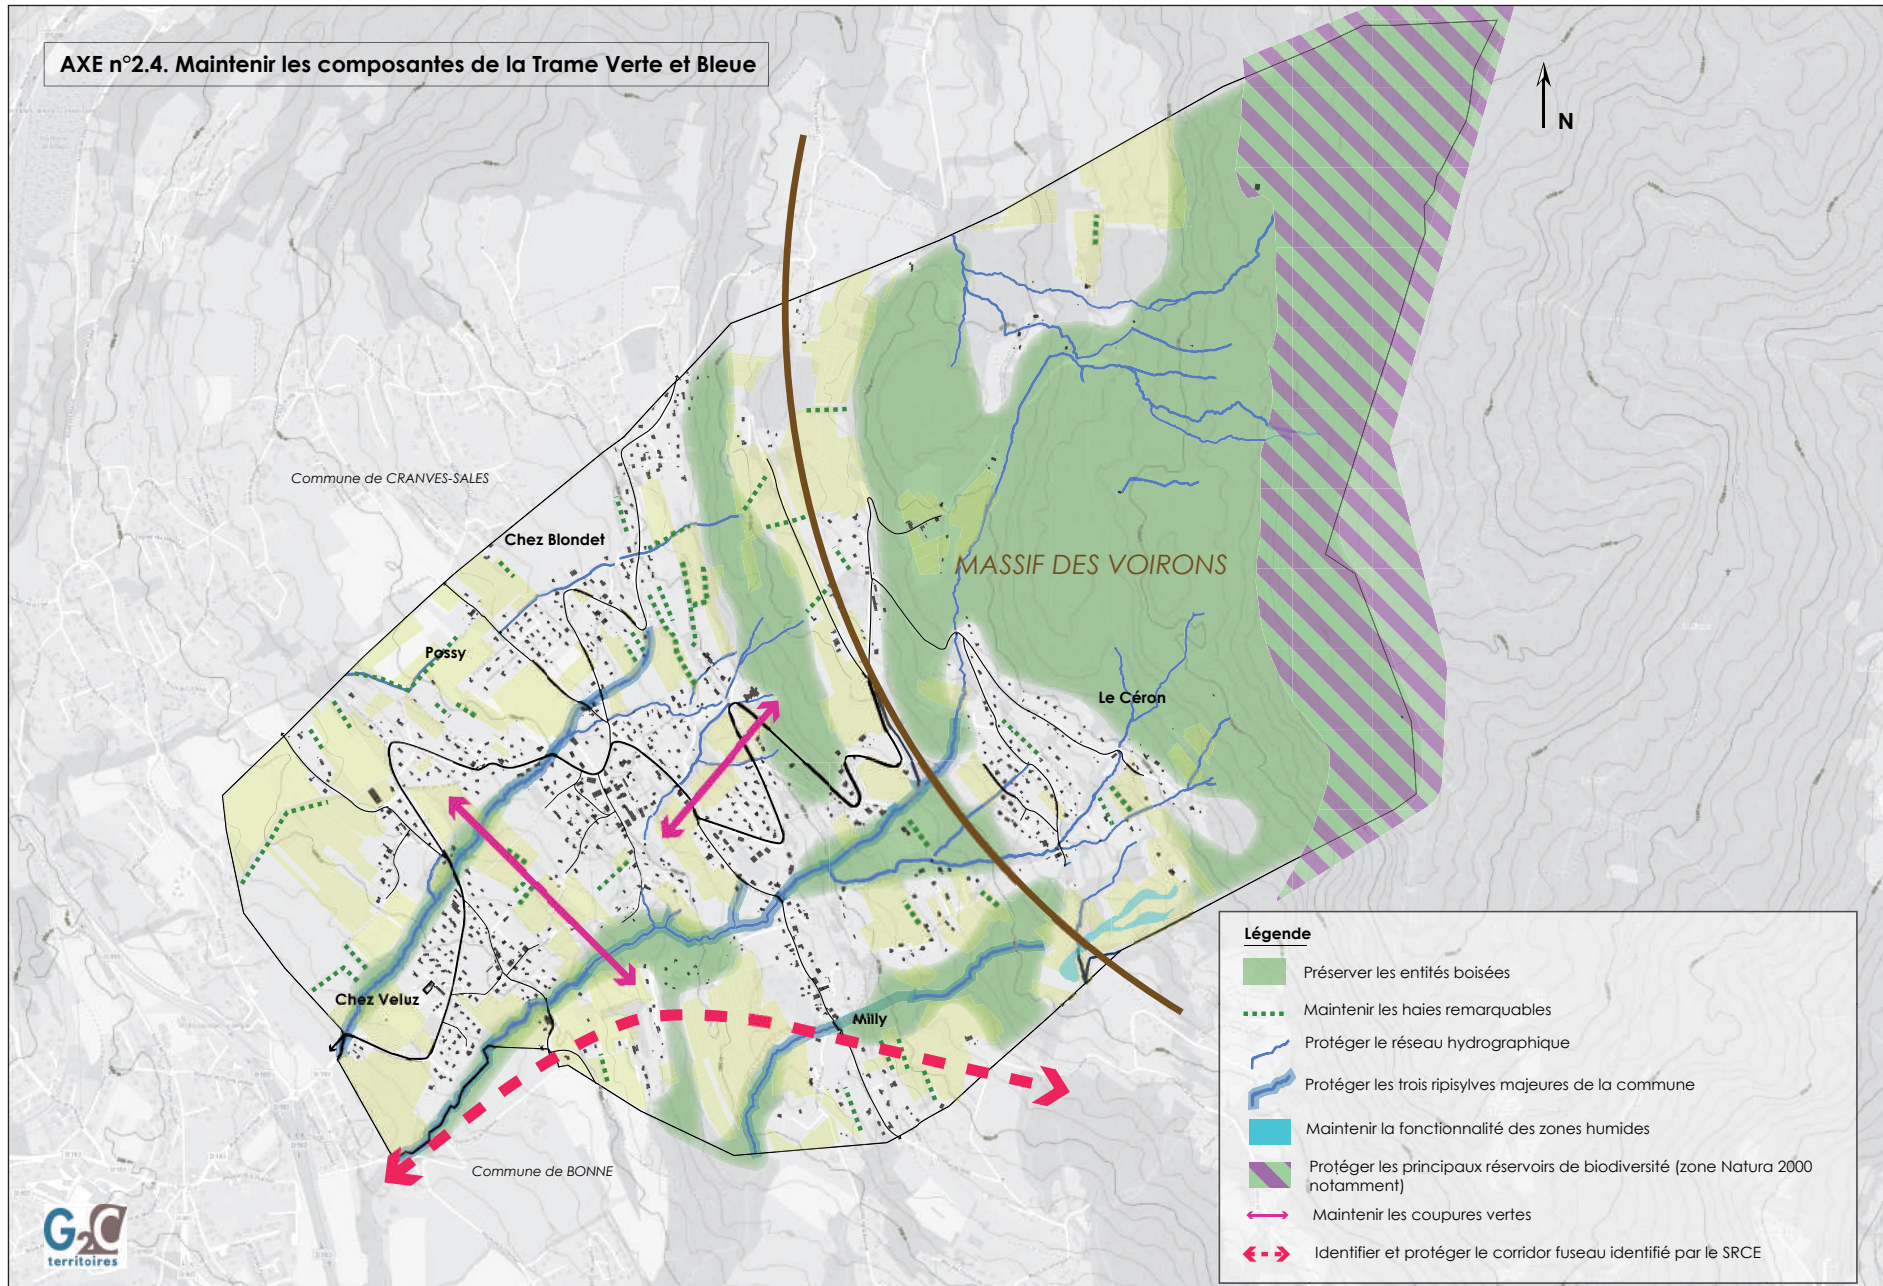 AXE n°2.4. Maintenir les composantes de la Trame Verte et Bleue
N
Commune de CRANVES-SALES
Chez Blondet
MASSIF DES VOIRONS
Possy
Le Céron
Chez Veluz
Milly
Commune de BONNE
Légende
Préserver les entités boisées
Maintenir les haies remarquables
Protéger le réseau hydrographique
Protéger les trois ripisylves majeures de la commune
Maintenir la fonctionnalité des zones humides
Protéger les principaux réservoirs de biodiversité (zone Natura 2000
notamment)
Maintenir les coupures vertes
Identifier et protéger le corridor fuseau identifié par le SRCE
G2C
territoires